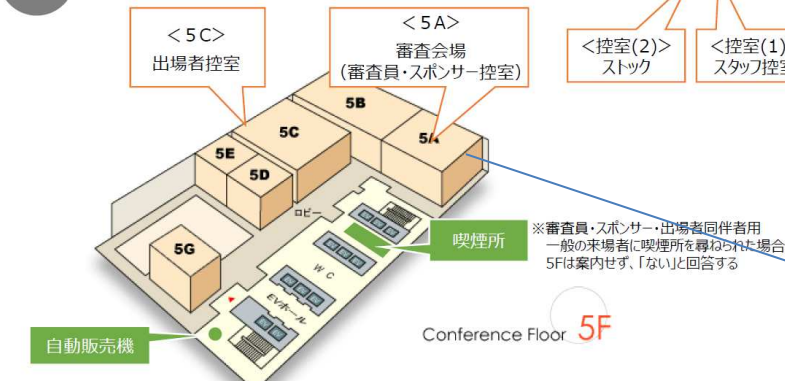 <5C>
出場者控室
<5A>
審査会場
(審査員・スポンサー控室)
<控室(2)>
ストック
<控室(1)
スタッフ控室
5B
5C
5A
5E
5D
ロビー
5G
喫煙所
※審査員・スポンサー・出場者同伴者用
一般の来場者に喫煙所を尋ねられた場合
5Fは案内せず、「ない」と回答する
WC
EVホール
自動販売機
Conference Floor 5F